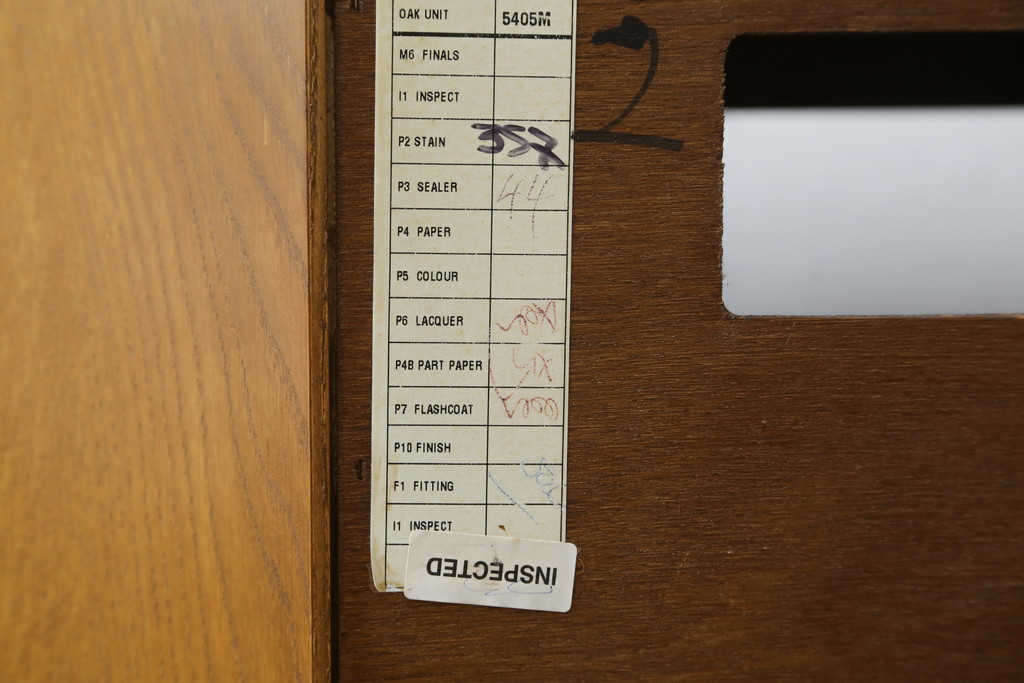 OAK UNIT 5405M
M6 FINALS
I1 INSPECT
P2 STAIN 357
P3 SEALER 44
P4 PAPER
P5 COLOUR
P6 LACQUER
P4B PART PAPER
P7 FLASHCOAT
P10 FINISH
F1 FITTING
I1 INSPECT
INSPECTED
2